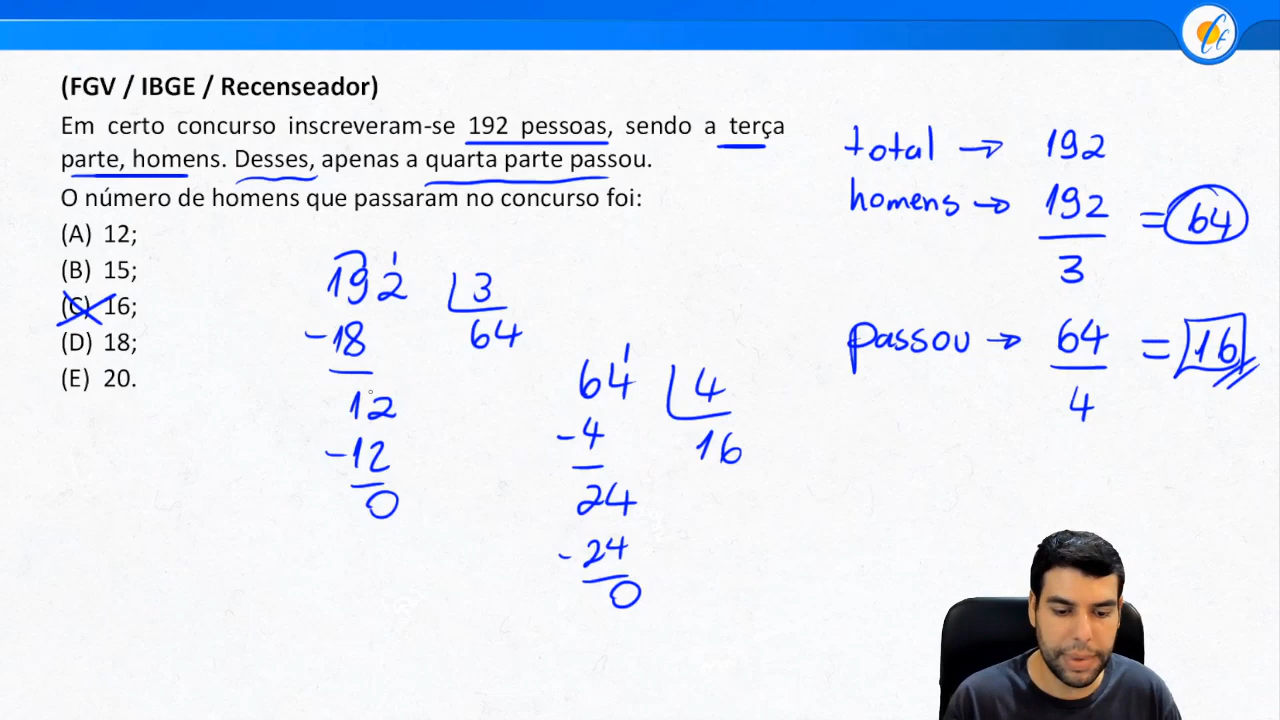 (FGV / IBGE / Recenseador)
Em certo concurso inscreveram-se 192 pessoas, sendo a terça
parte, homens. Desses, apenas a quarta parte passou.
O número de homens que passaram no concurso foi:
(A) 12;
(B) 15;
(C) 16;
(D) 18;
(E) 20.
192 3
-18 64
12
-12
0
64 4
-4 16
24
-24
0
total → 192
homens → 192 = 64
3
passou → 64 = 16
4